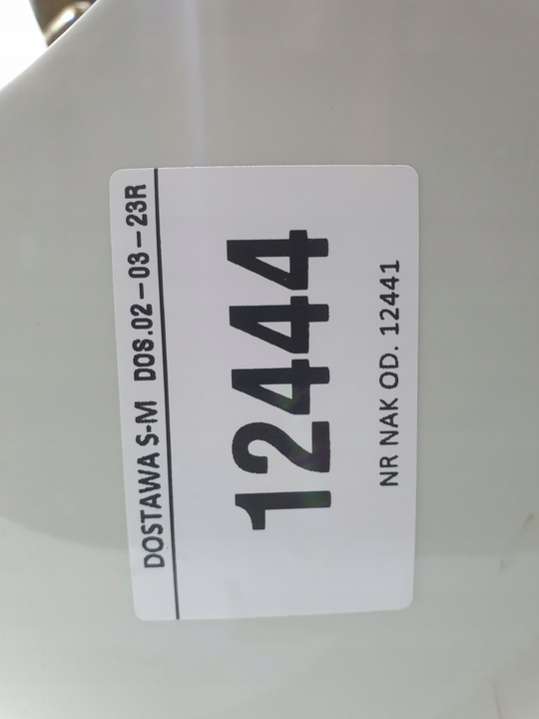 DOSTAWA S-M DOS.02-03-23R
12444
NR NAK OD. 12441